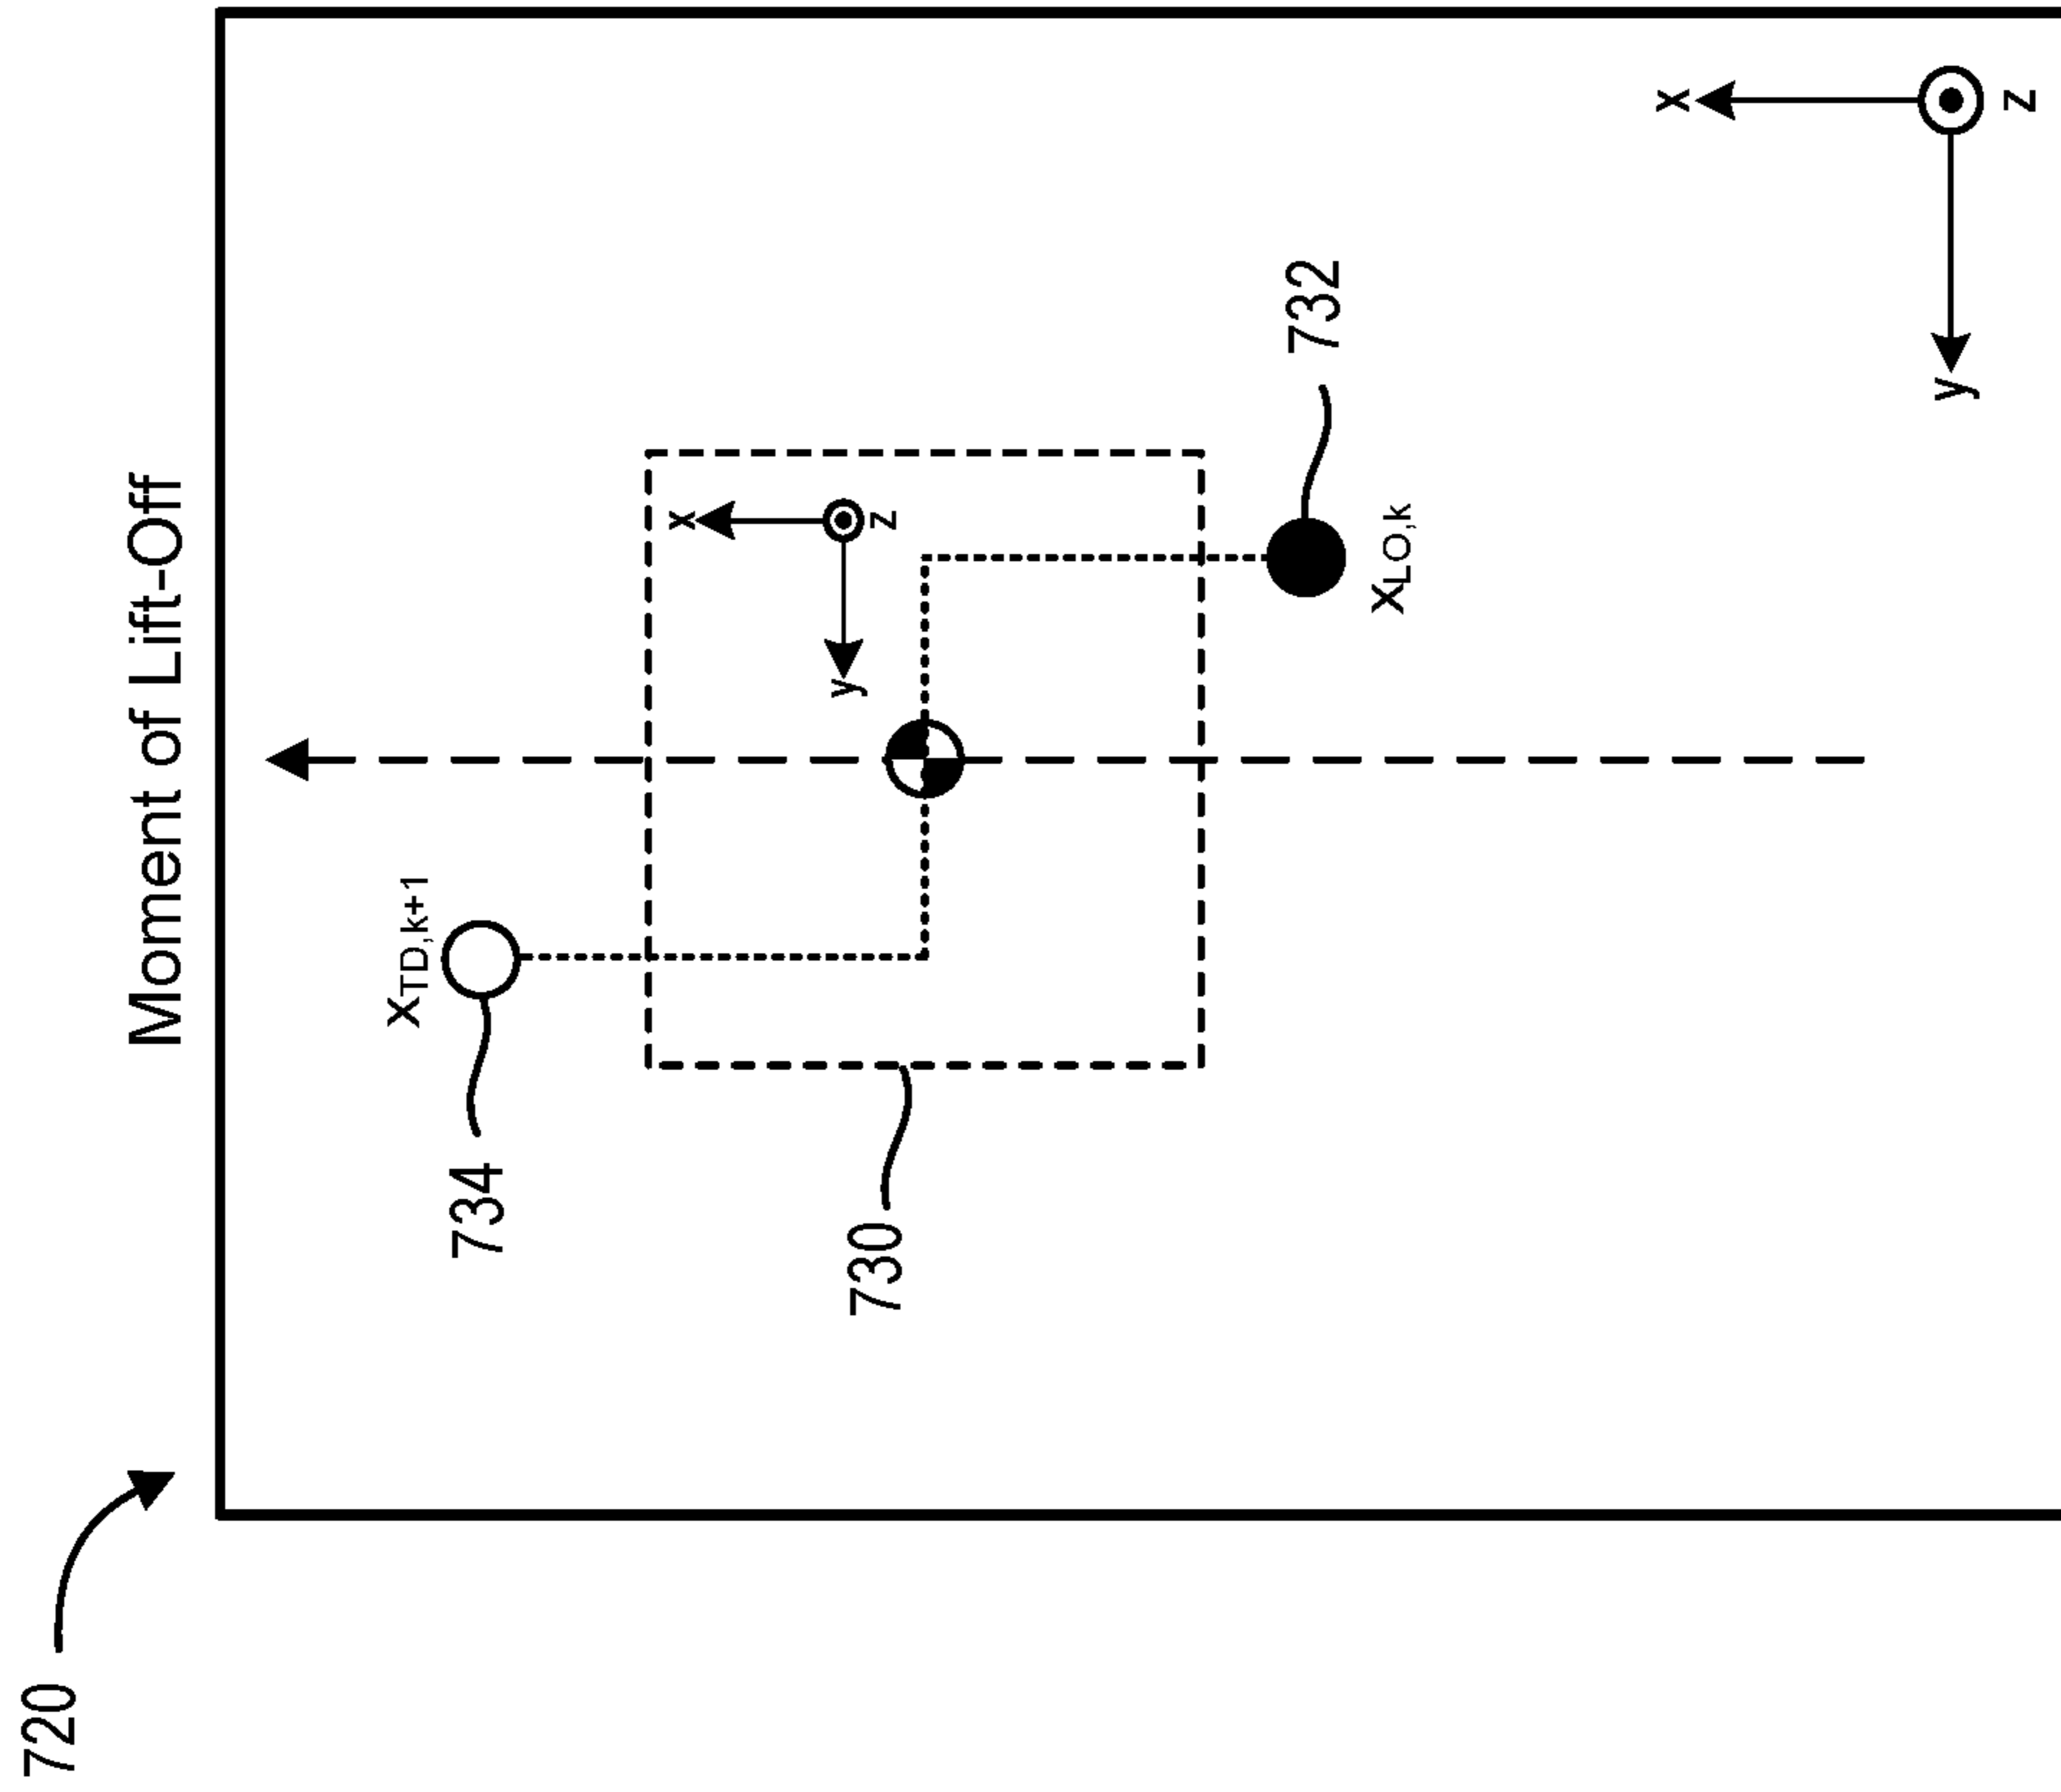 720
Moment of Lift-Off
734
x_TD,k+1
730
x
y
z
732
x_LO,k
x
y
z